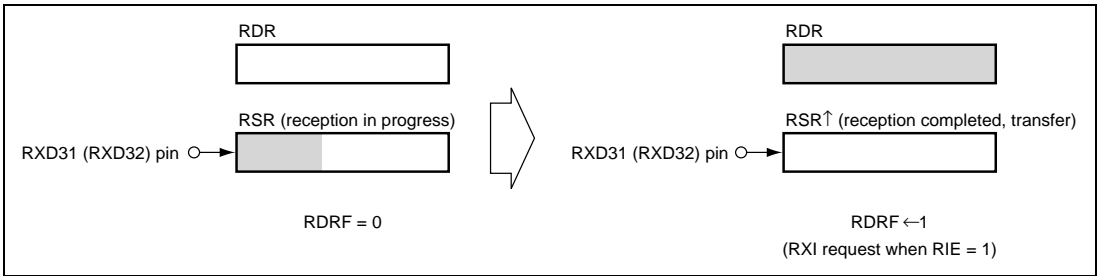 RDR
RSR (reception in progress)
RXD31 (RXD32) pin
RDRF = 0
RDR
RSR↑ (reception completed, transfer)
RXD31 (RXD32) pin
RDRF ←1
(RXI request when RIE = 1)